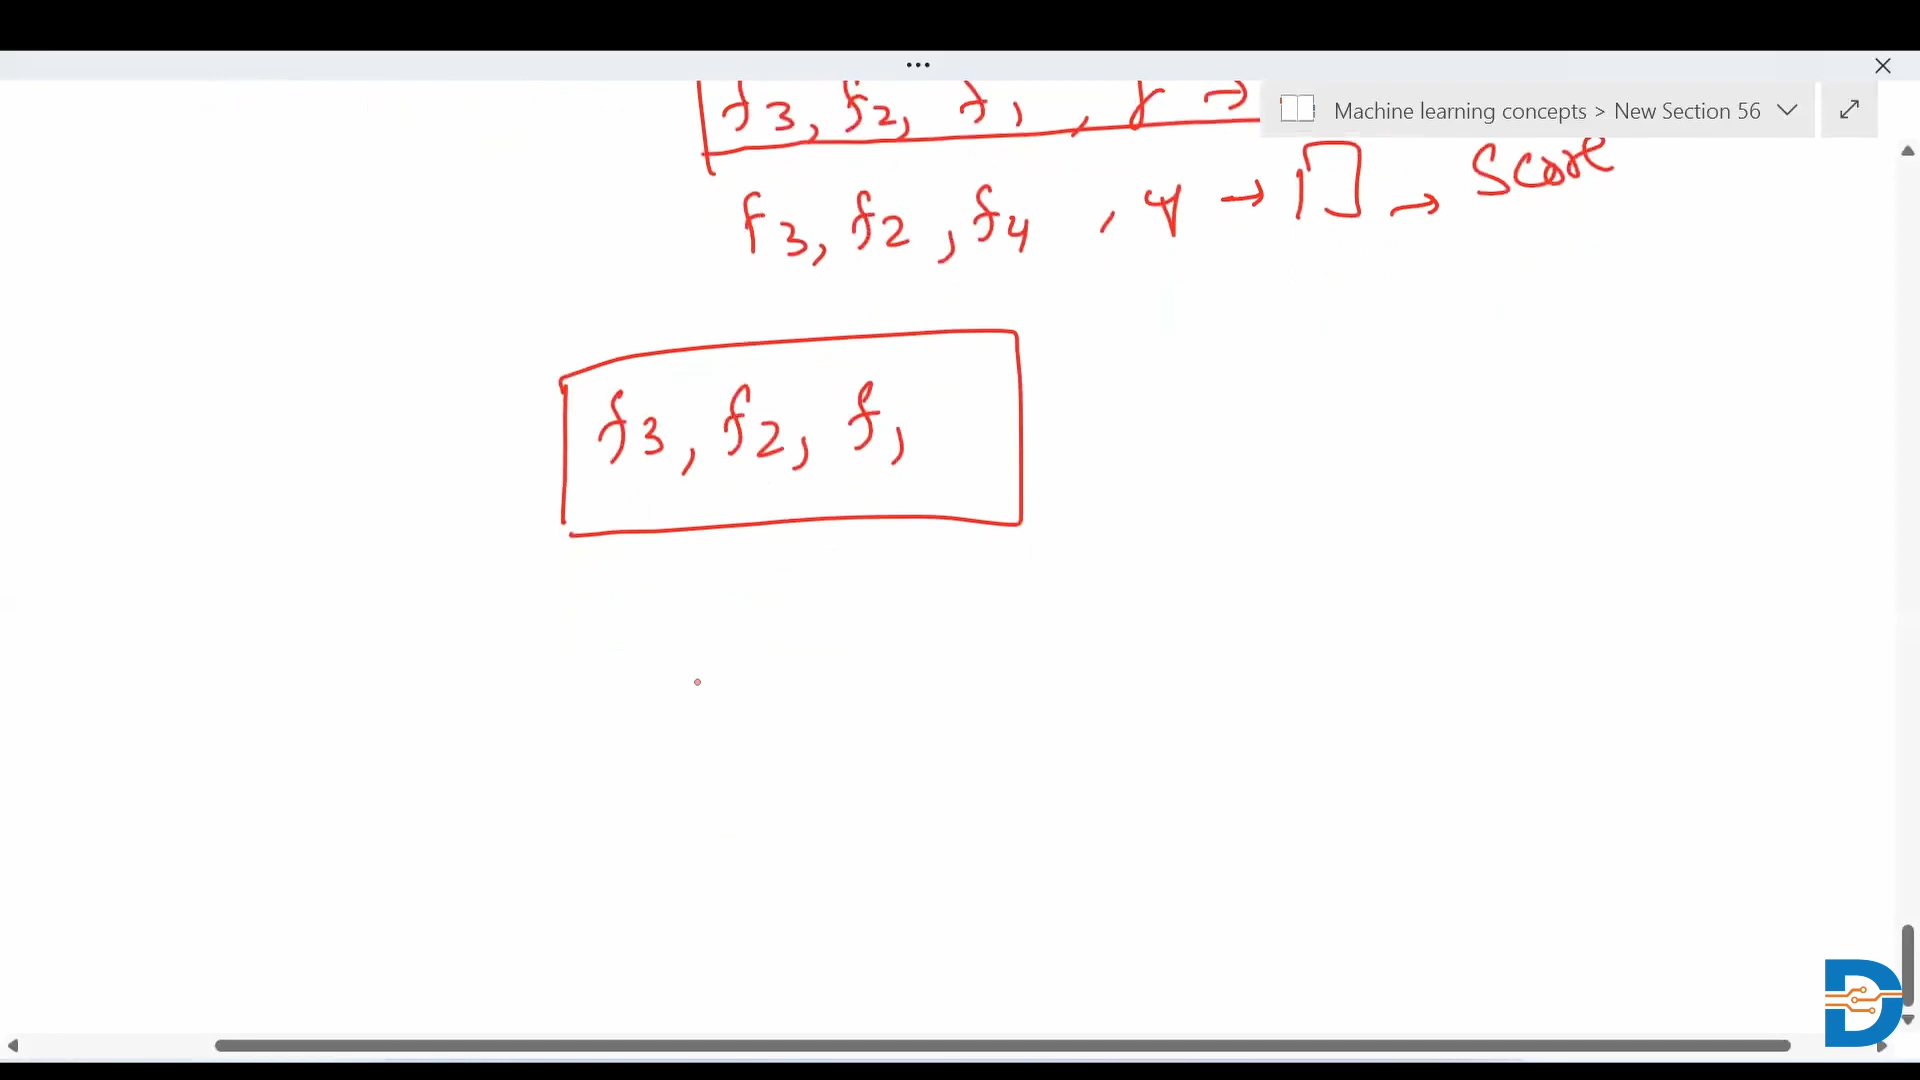 f3, f2, f1, , y →
Machine learning concepts > New Section 56
f3, f2, f4 , y → [] → Score
f3, f2, f1